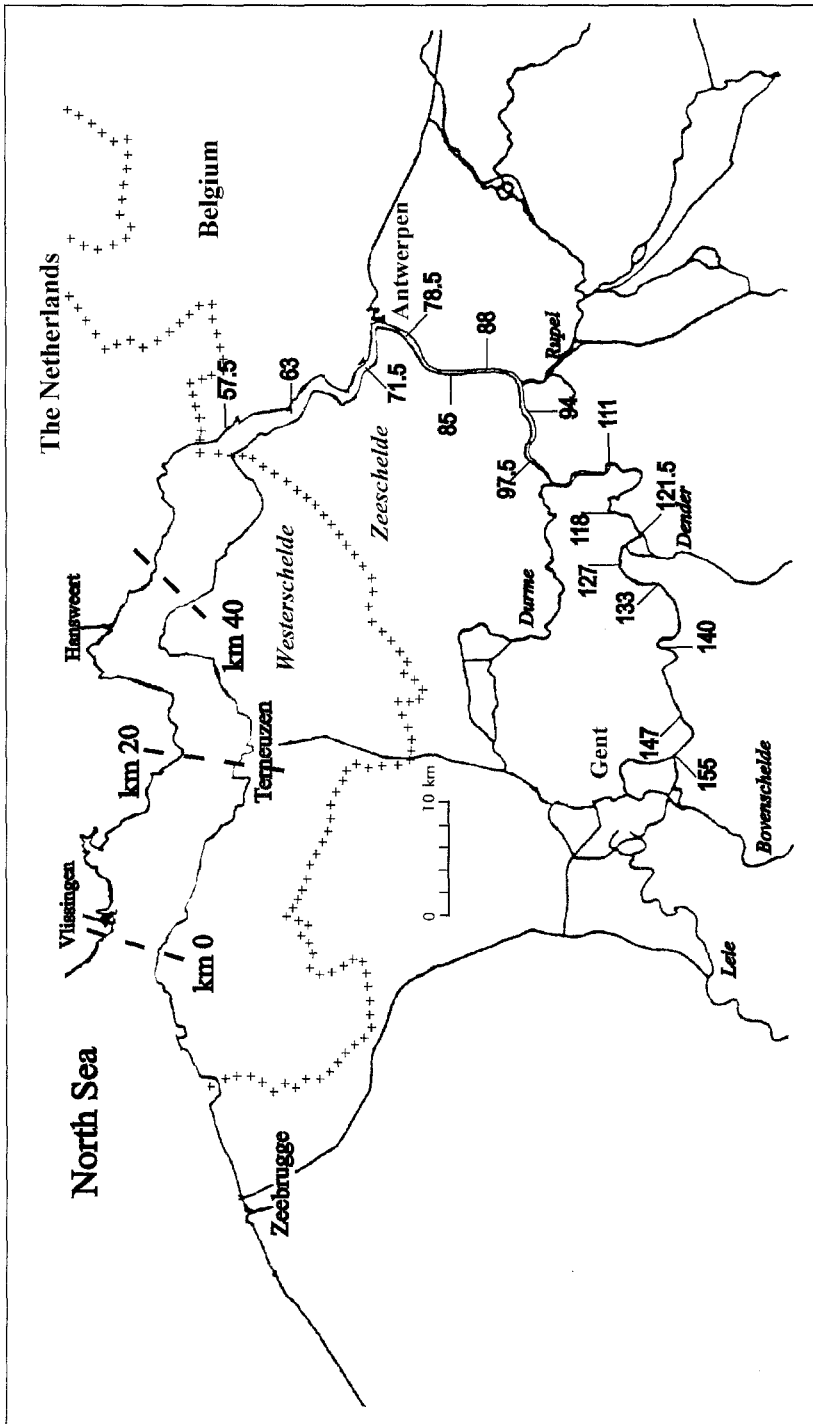 The Netherlands
Belgium
North Sea
Vlissingen
Hansweert
km 20
km 40
km 0
Terneuzen
Zeebrugge
Westerschelde
Zeeschelde
57.5
63
71.5
Antwerpen
78.5
85
88
Rupel
94
97.5
111
118
121.5
Dender
127
133
Durme
140
Gent
147
155
Bovenschelde
Leie
0
10 km